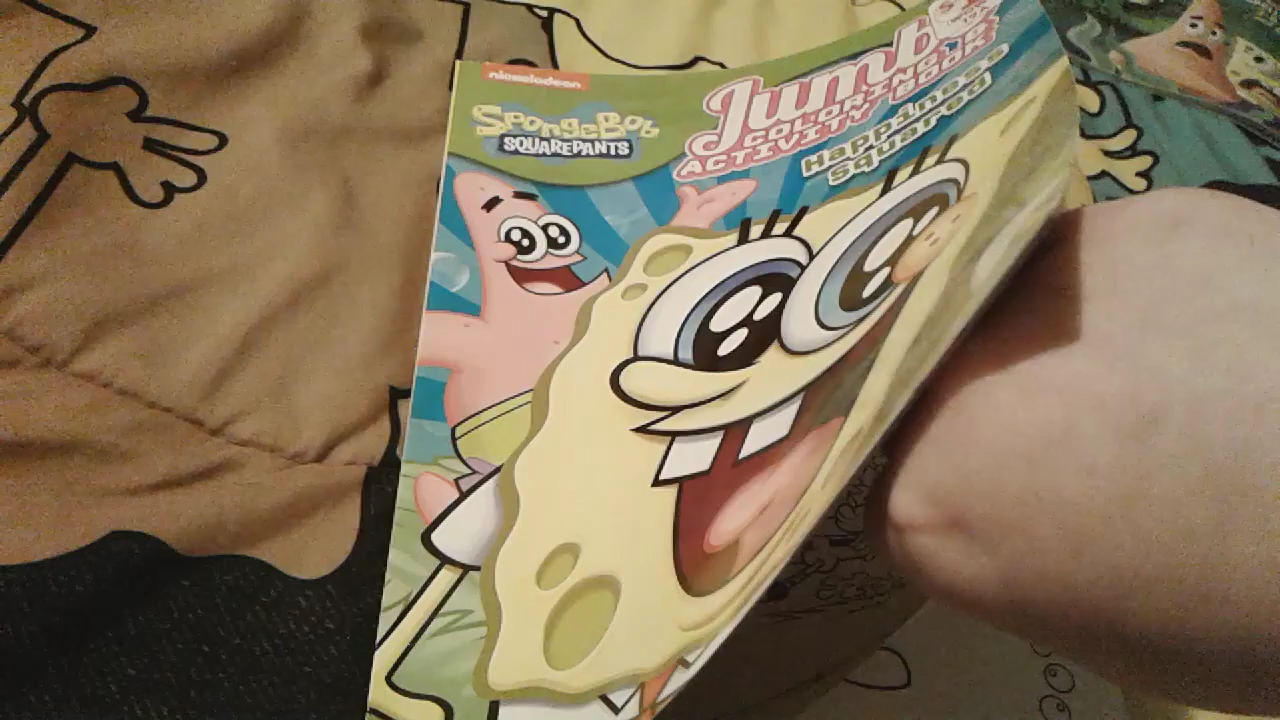 nickelodeon
SpongeBob
SQUAREPANTS
Jumbo
COLORING &
ACTIVITY BOOK
Happiness
Squared